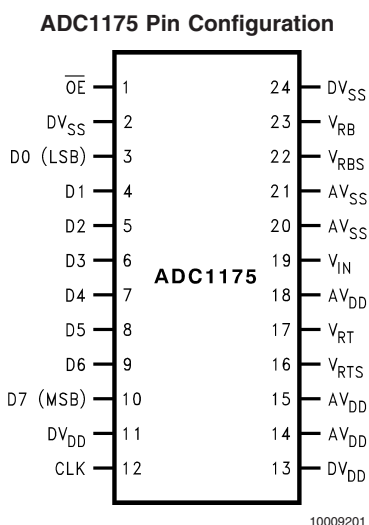 ADC1175 Pin Configuration
OE 1 24 DVSS
DVSS 2 23 VRB
D0 (LSB) 3 22 VRBS
D1 4 21 AVSS
D2 5 20 AVSS
D3 6 19 VIN
ADC1175
D4 7 18 AVDD
D5 8 17 VRT
D6 9 16 VRTS
D7 (MSB) 10 15 AVDD
DVDD 11 14 AVDD
CLK 12 13 DVDD
10009201